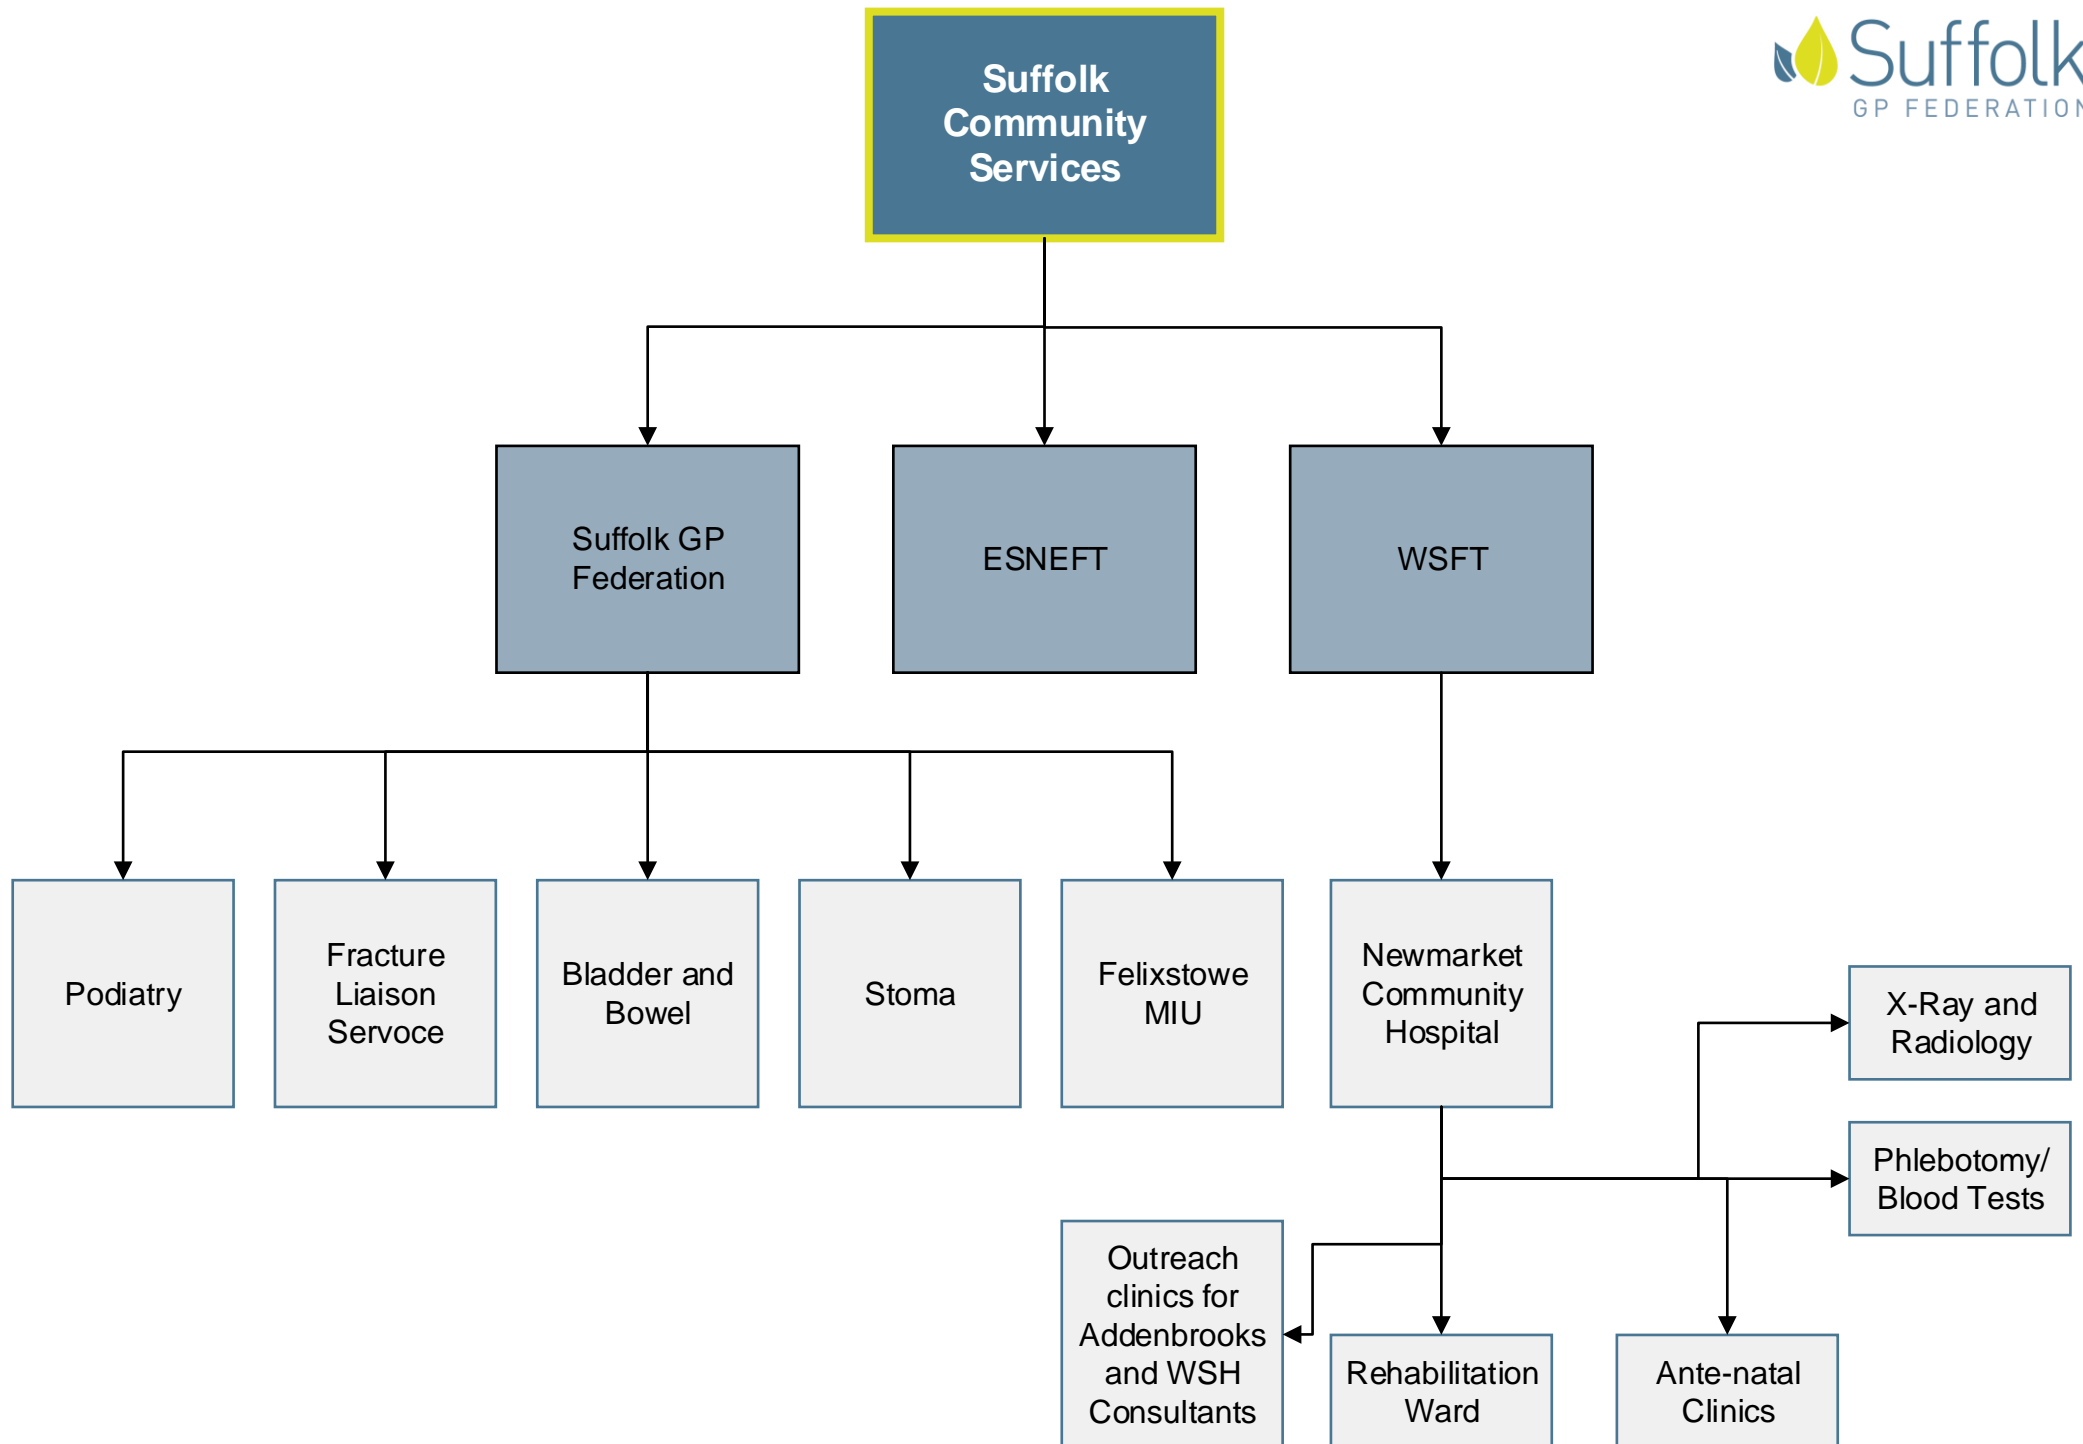 Suffolk
GP FEDERATION
Suffolk
Community
Services
Suffolk GP
Federation
ESNEFT
WSFT
Podiatry
Fracture
Liaison
Servoce
Bladder and
Bowel
Stoma
Felixstowe
MIU
Newmarket
Community
Hospital
X-Ray and
Radiology
Phlebotomy/
Blood Tests
Outreach
clinics for
Addenbrooks
and WSH
Consultants
Rehabilitation
Ward
Ante-natal
Clinics